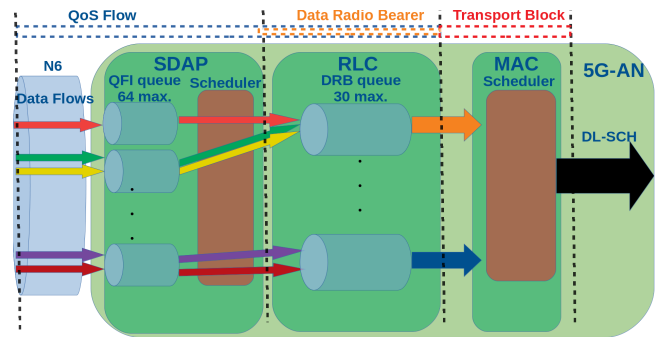 QoS Flow
Data Radio Bearer
Transport Block
N6
Data Flows
SDAP
QFI queue
64 max.
Scheduler
RLC
DRB queue
30 max.
MAC
Scheduler
5G-AN
DL-SCH